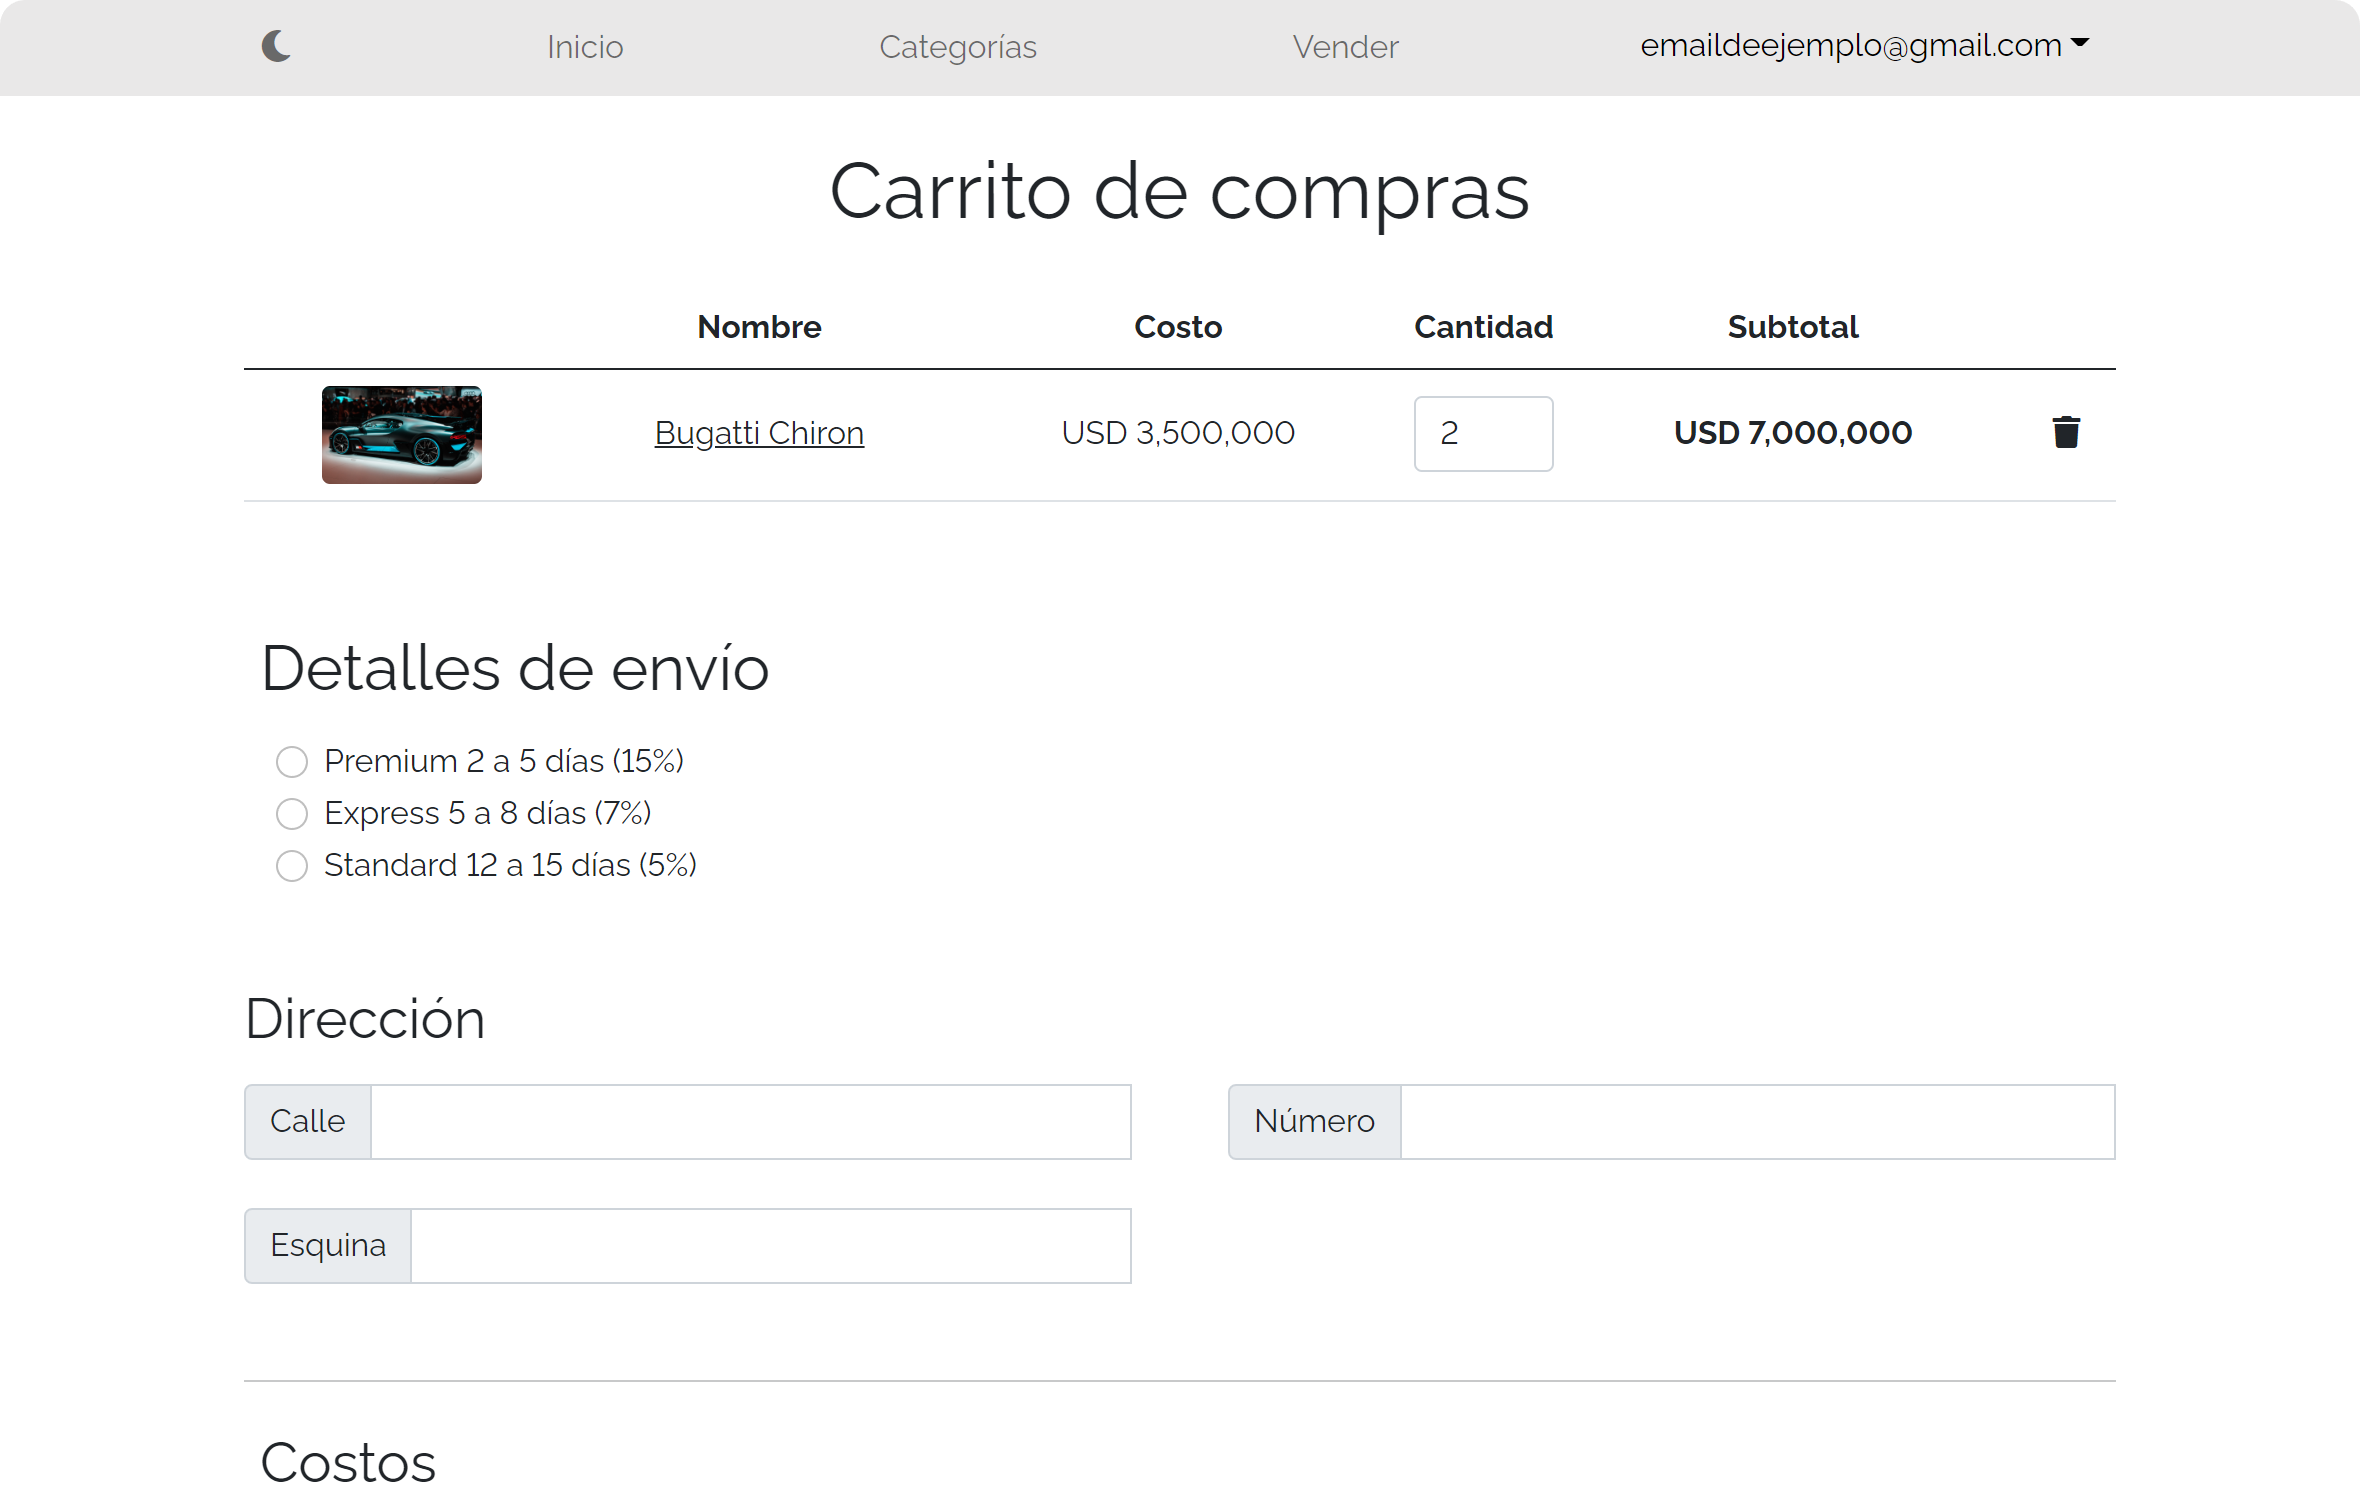 Inicio Categorías Vender emaildeejemplo@gmail.com
Carrito de compras
Nombre Costo Cantidad Subtotal
Bugatti Chiron USD 3,500,000 2 USD 7,000,000
Detalles de envío
Premium 2 a 5 días (15%)
Express 5 a 8 días (7%)
Standard 12 a 15 días (5%)
Dirección
Calle Número
Esquina
Costos